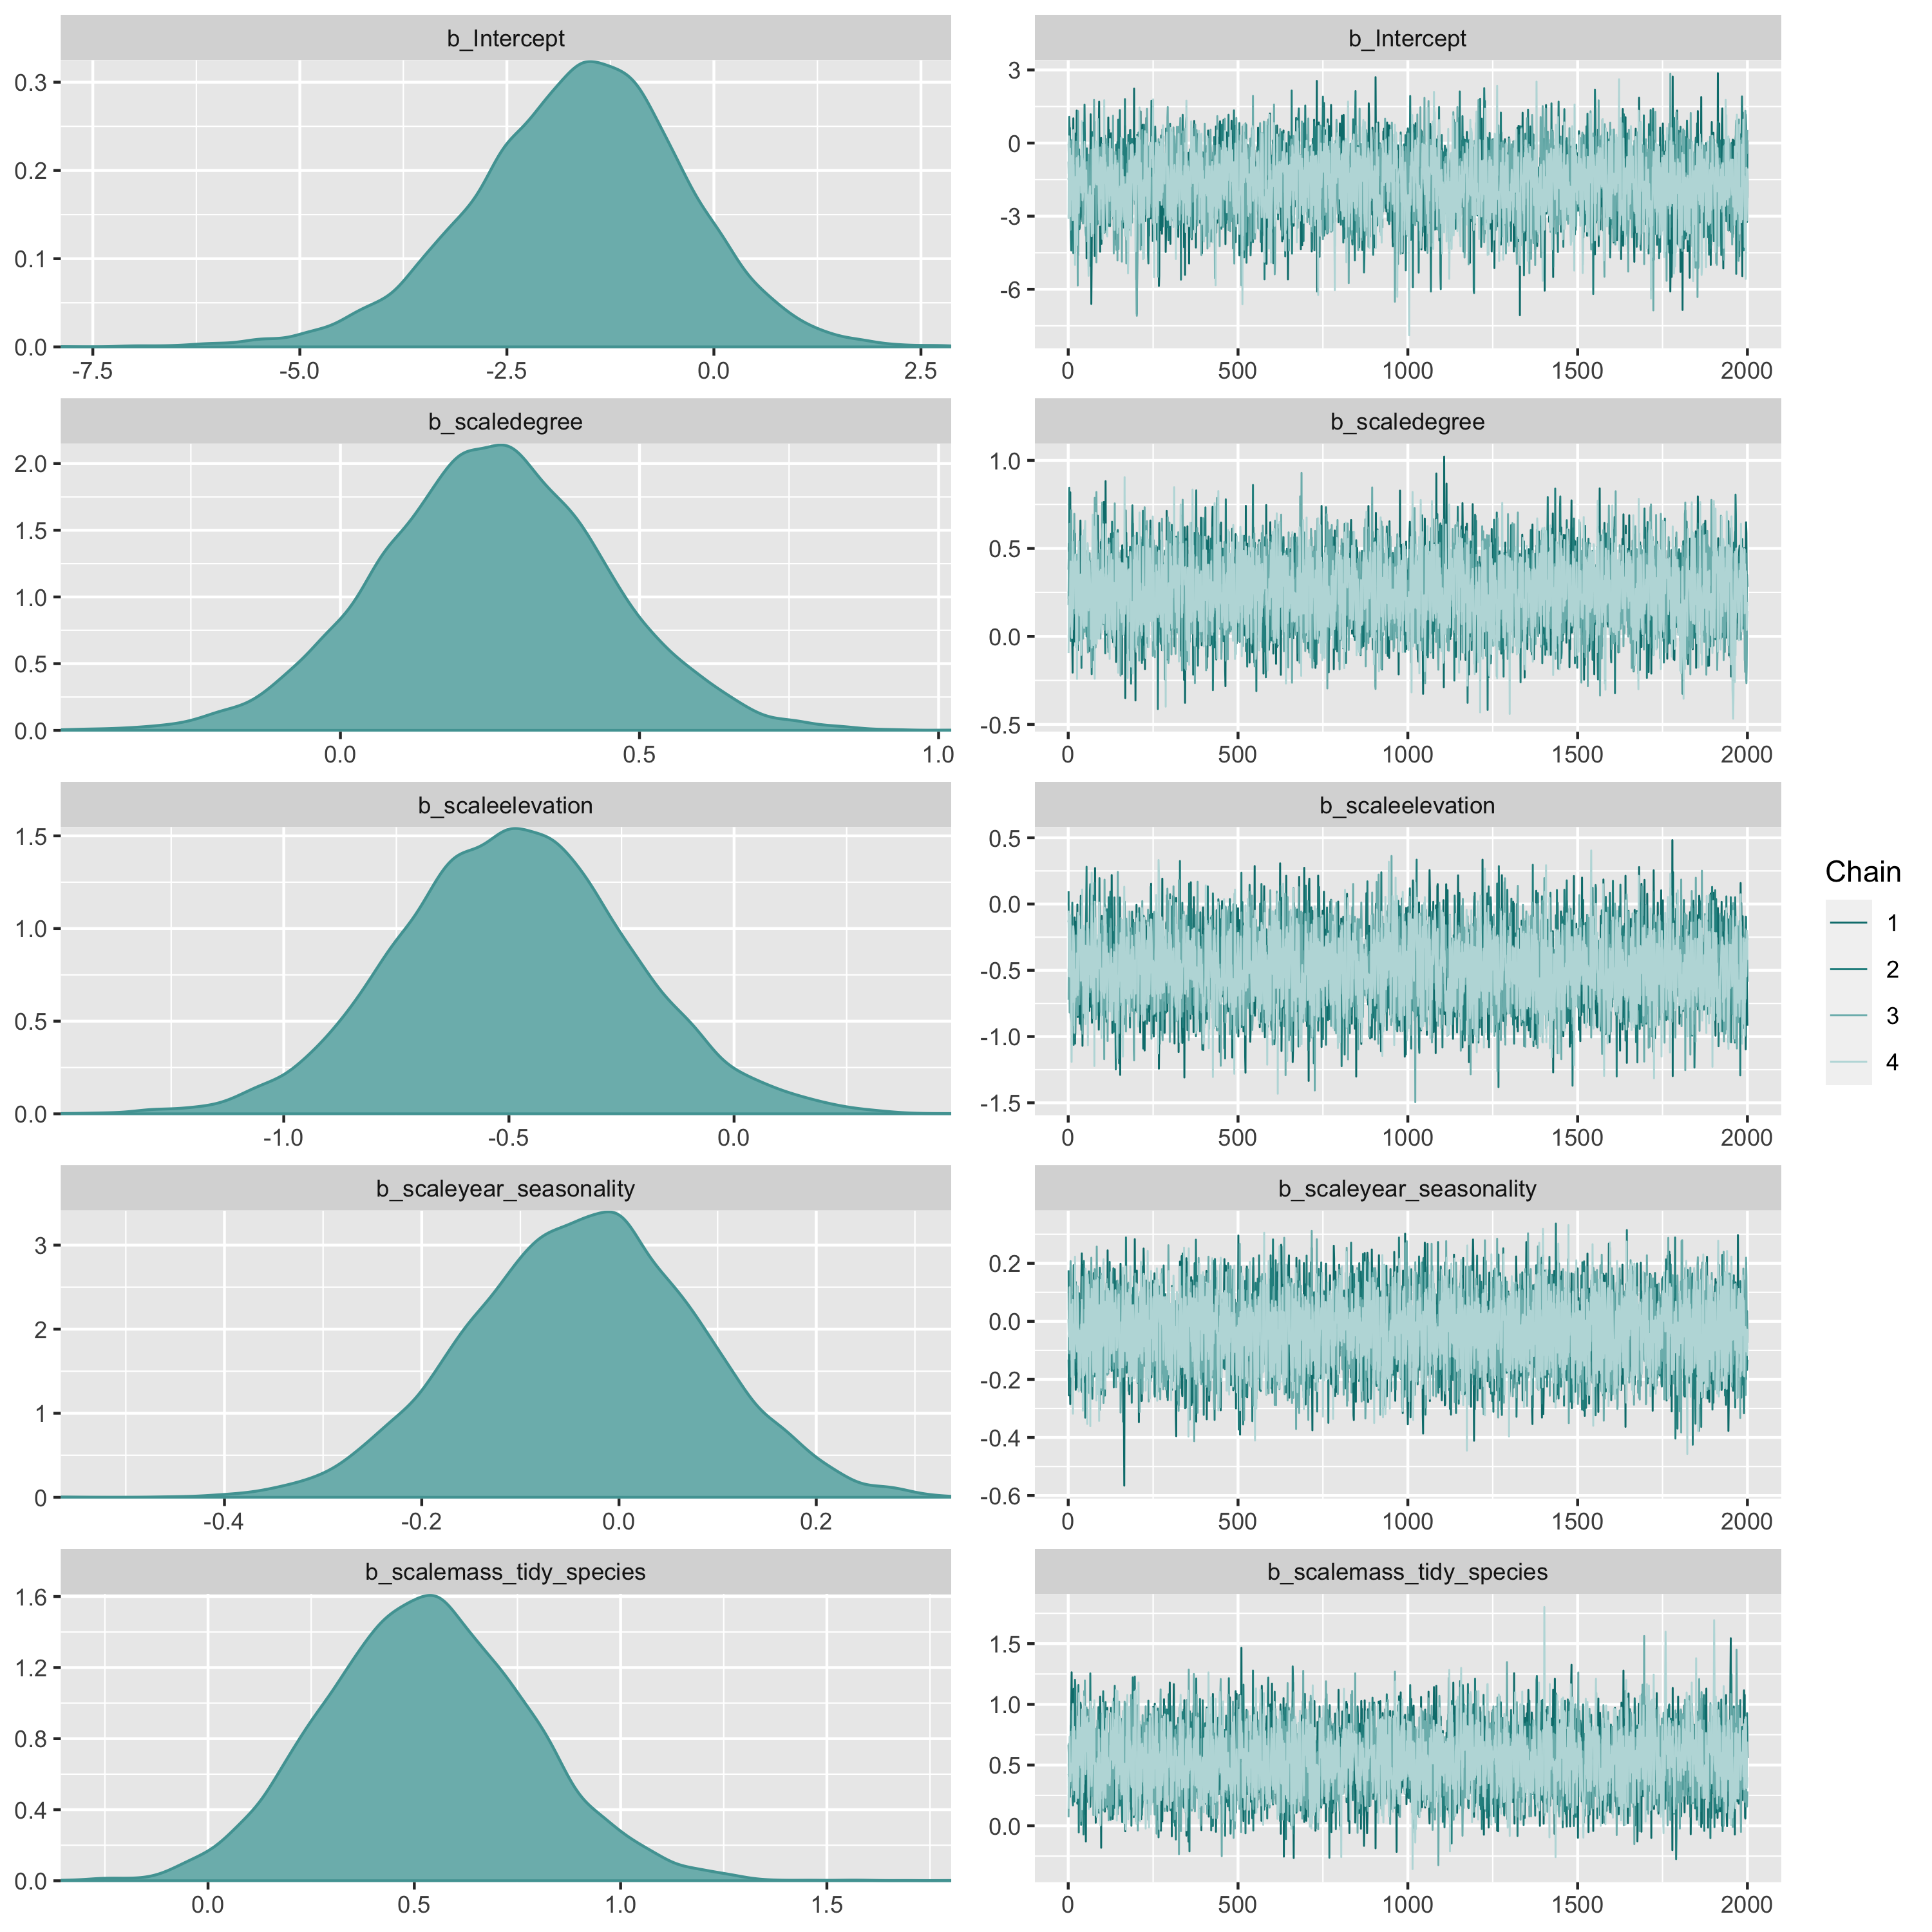 b_Intercept
0.3
0.2
0.1
0.0
-7.5 -5.0 -2.5 0.0 2.5
b_Intercept
3
0
-3
-6
0 500 1000 1500 2000
b_scaledegree
2.0
1.5
1.0
0.5
0.0
0.0 0.5 1.0
b_scaledegree
1.0
0.5
0.0
-0.5
0 500 1000 1500 2000
b_scaleelevation
1.5
1.0
0.5
0.0
-1.0 -0.5 0.0
b_scaleelevation
0.5
0.0
-0.5
-1.0
-1.5
0 500 1000 1500 2000
b_scaleyear_seasonality
3
2
1
0
-0.4 -0.2 0.0 0.2
b_scaleyear_seasonality
0.2
0.0
-0.2
-0.4
-0.6
0 500 1000 1500 2000
b_scalemass_tidy_species
1.6
1.2
0.8
0.4
0.0
0.0 0.5 1.0 1.5
b_scalemass_tidy_species
1.5
1.0
0.5
0.0
0 500 1000 1500 2000
Chain
1
2
3
4